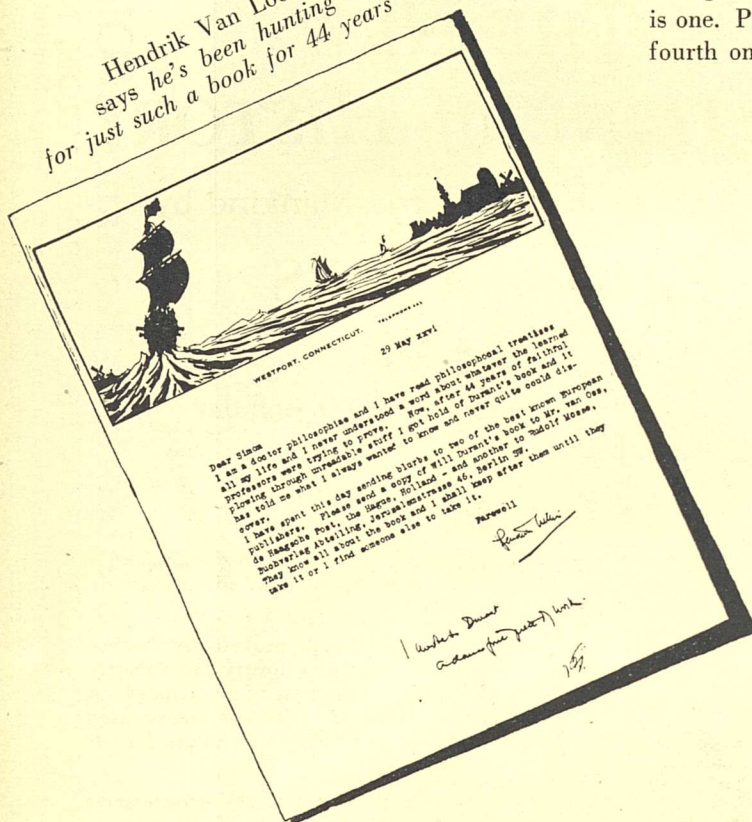 Hendrik Van
says he's been hunting
for just such a book for 44 years
is one. P
fourth on
WESTPORT, CONNECTICUT.
29 May xxvi
Dear Simon
I am a doctor philosophiae and I have read philosophocal treatises
all my life and I never understood a word about whatever the learned
professors were trying to prove. Now, after 44 years of faithful
plowing through unreadable stuff I got hold of Durant's book and it
has told me what I always wanted to know and never quite could dis-
cover.
I have spent this day sending blurbs to two of the best known European
publishers. Please send a copy of Will Durant's book to Mr. van Oss,
de Haagsche Post, the Hague, Holland and another to Rudolf Mosse,
Buchverlag Abteilung, Jerusalemstrasse 46, Berlin SW.
They know all about the book and I shall keep after them until they
take it or I find someone else to take it.
Farewell
I Durant